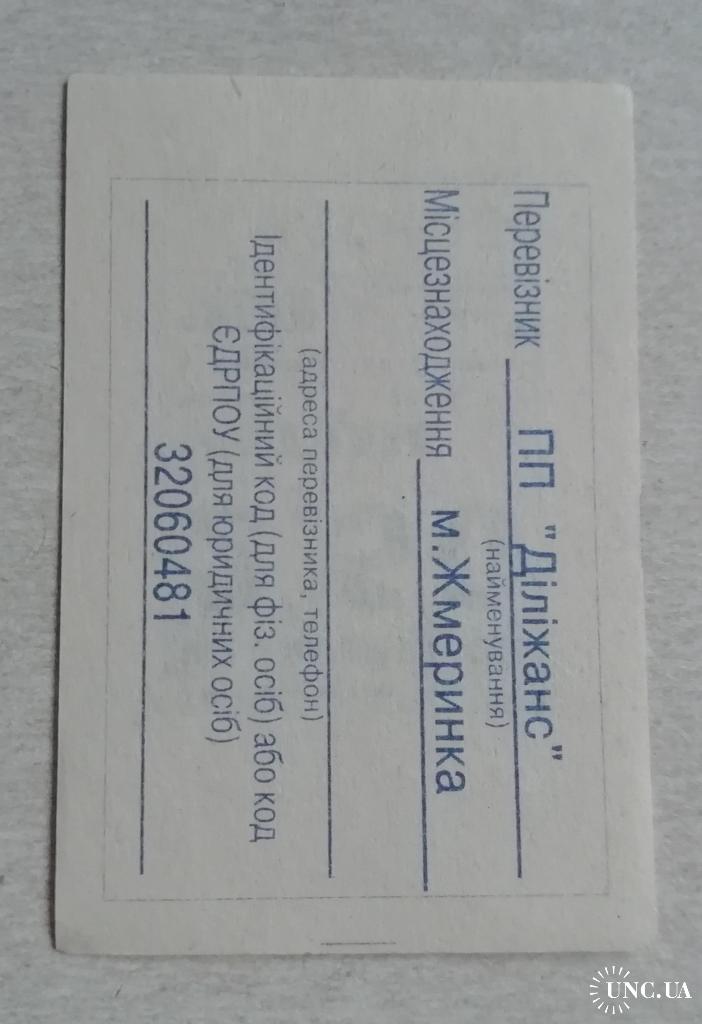 Перевізник ПП "Діліжанс"
(найменування)
Місцезнаходження м.Жмеринка
(адреса перевізника, телефон)
Ідентифікаційний код (для фіз. осіб) або код
ЄДРПОУ (для юридичних осіб)
32060481
UNC.UA